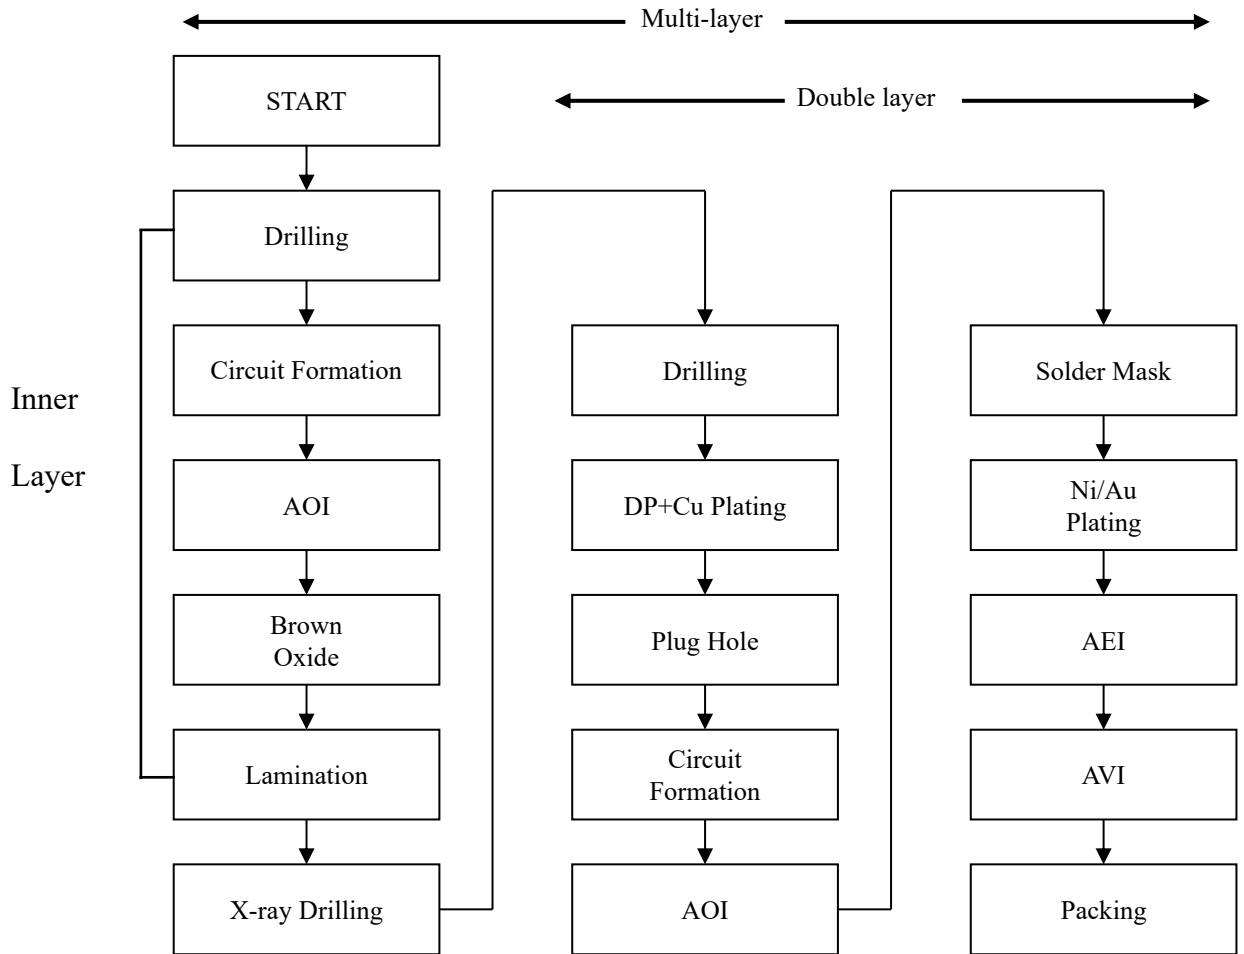 Multi-layer
Double layer
START
Drilling
Circuit Formation
AOI
Brown
Oxide
Lamination
X-ray Drilling
Inner
Layer
Drilling
DP+Cu Plating
Plug Hole
Circuit
Formation
AOI
Solder Mask
Ni/Au
Plating
AEI
AVI
Packing